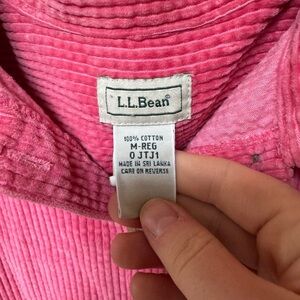 L.L.Bean®
100% COTTON
M-REG
0 JTJ1
MADE IN SRI LANKA
CARE ON REVERSE